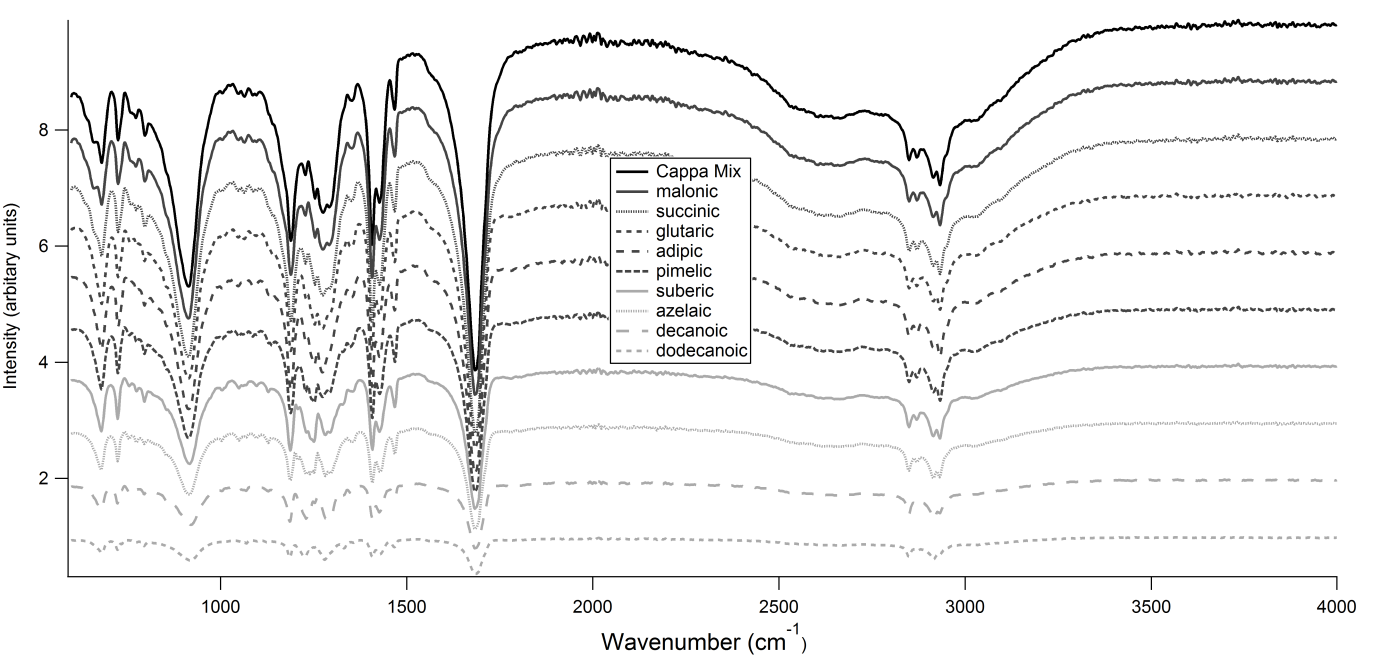 8
6
4
2
Intensity (arbitary units)
Cappa Mix
malonic
succinic
glutaric
adipic
pimelic
suberic
azelaic
decanoic
dodecanoic
1000 1500 2000 2500 3000 3500 4000
Wavenumber (cm-1)